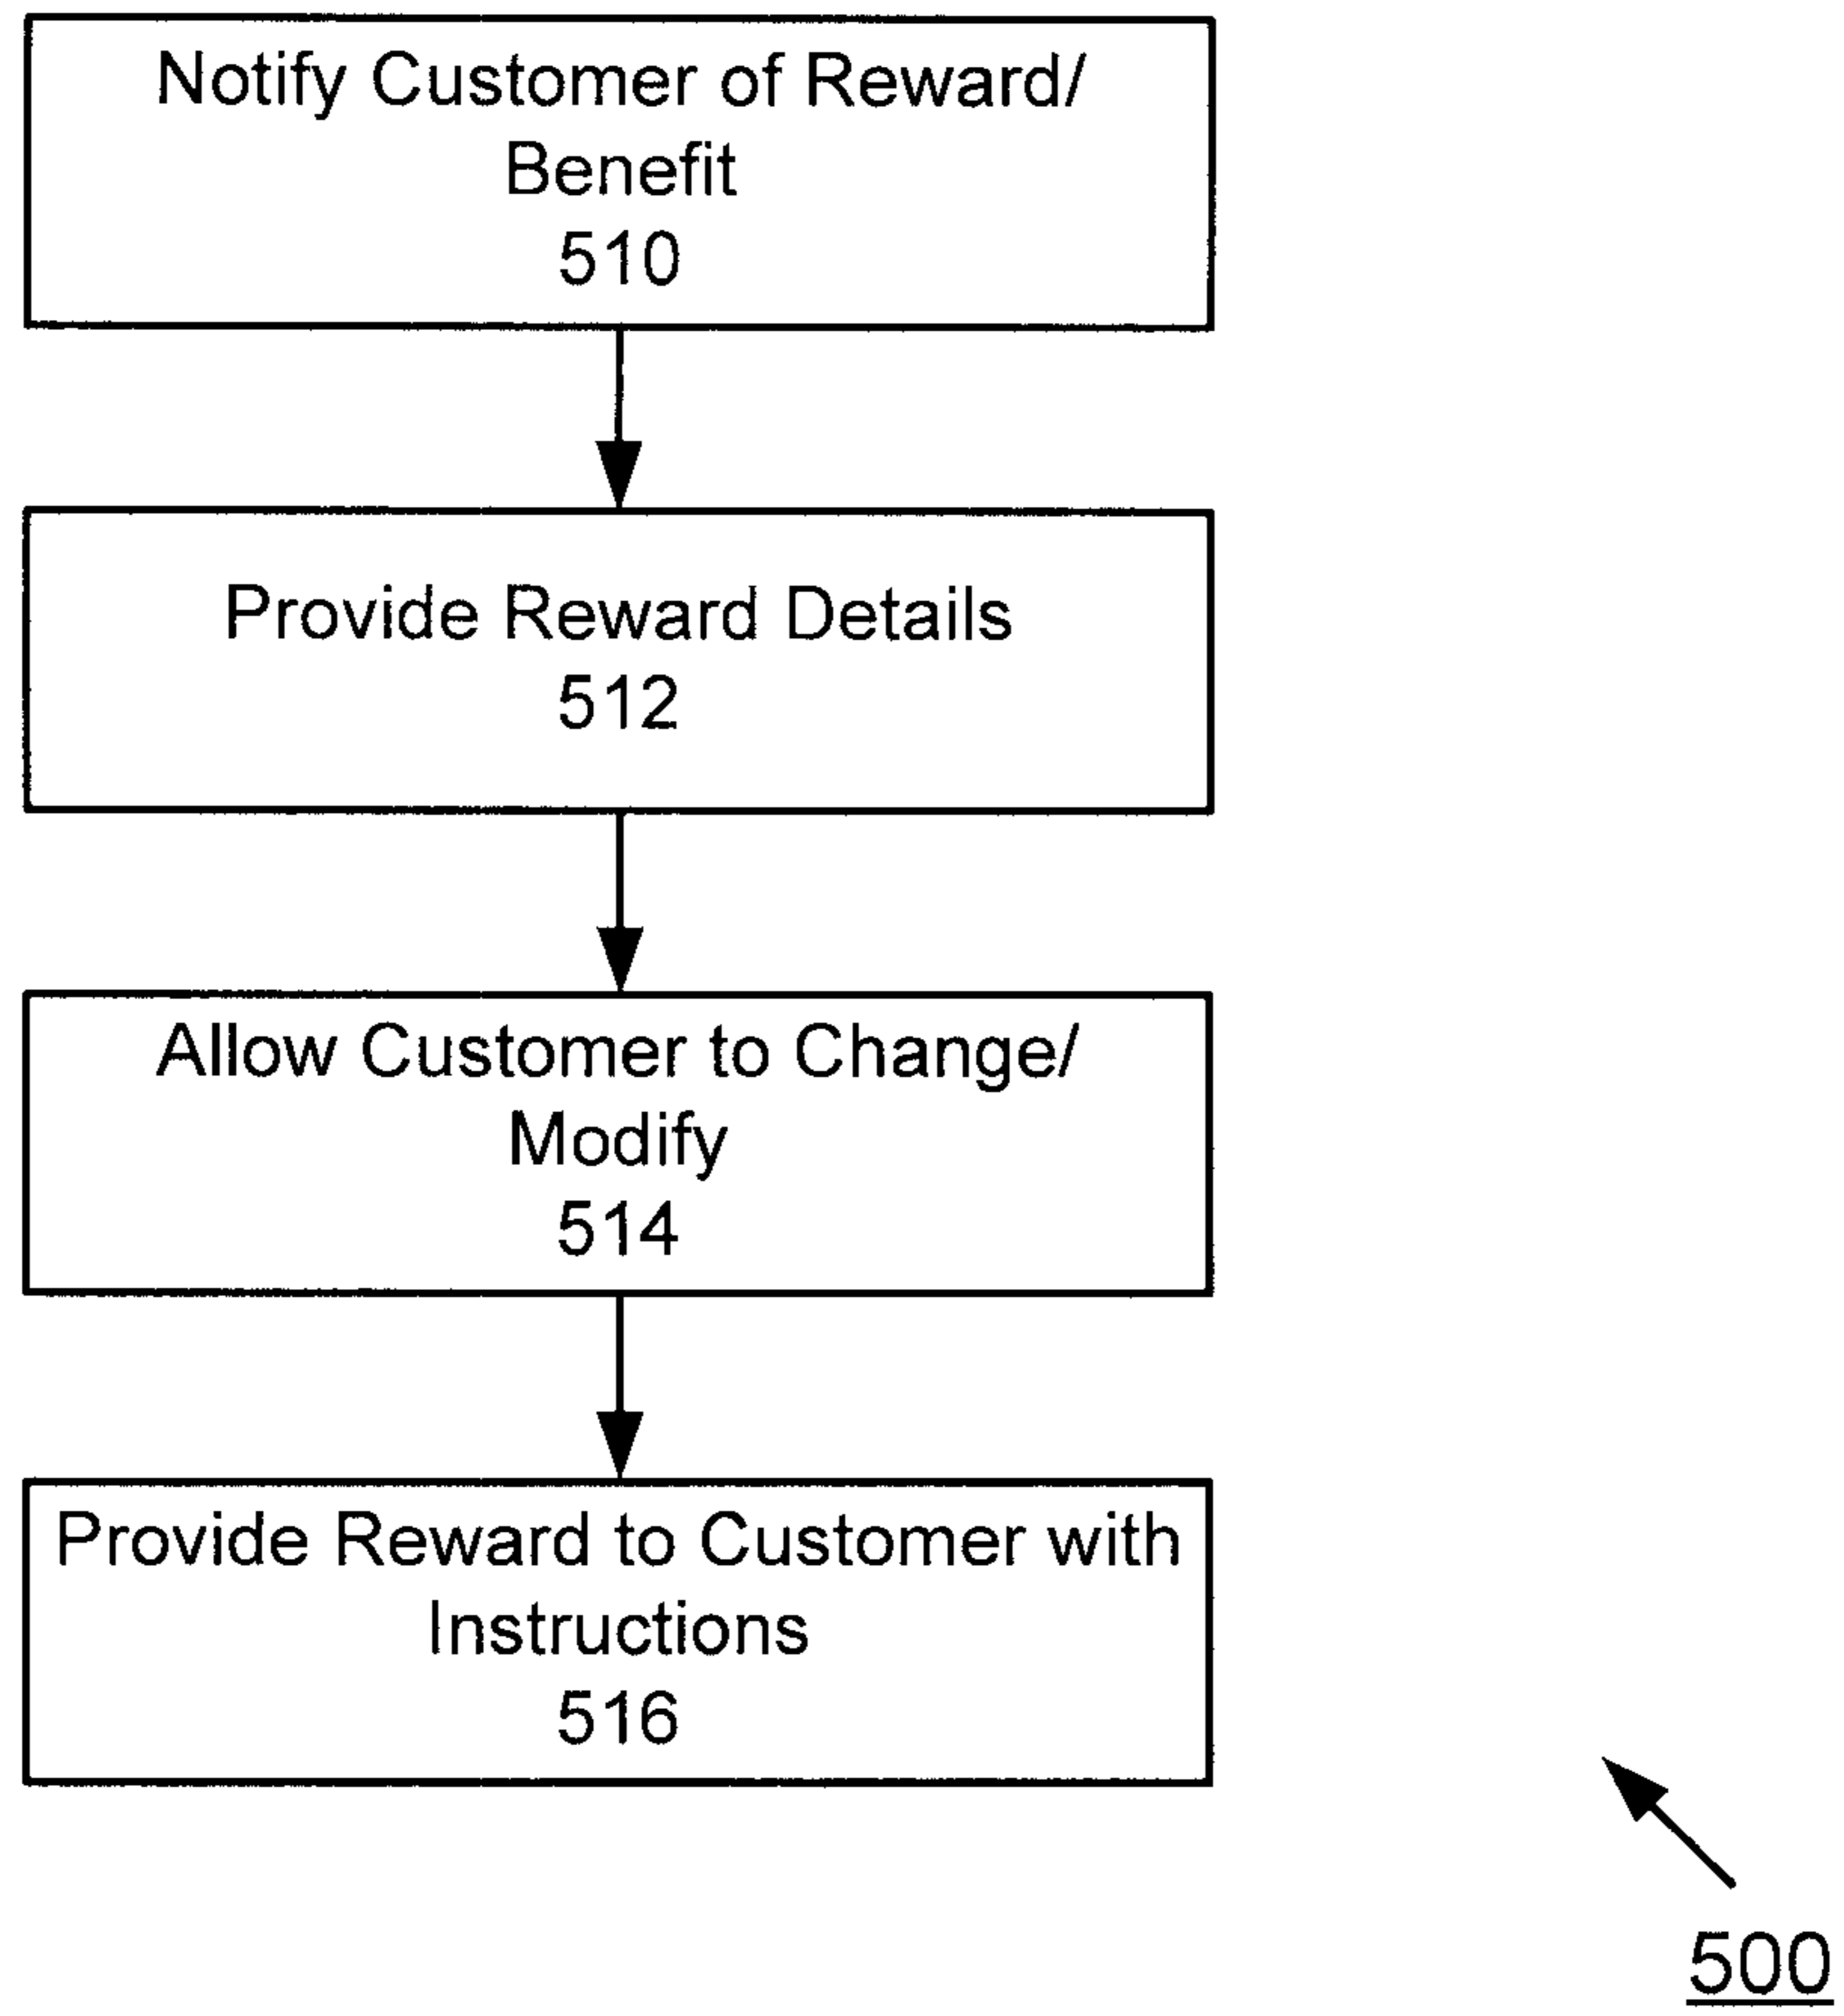 Notify Customer of Reward/
Benefit
510
Provide Reward Details
512
Allow Customer to Change/
Modify
514
Provide Reward to Customer with
Instructions
516
500